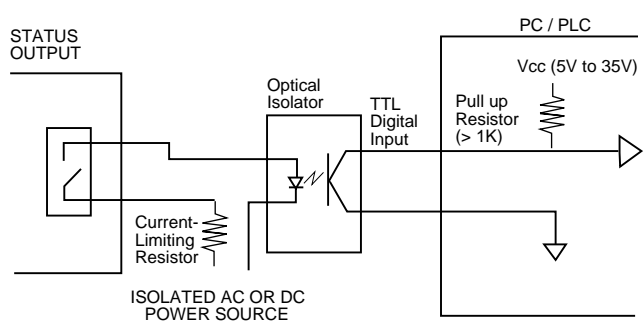 STATUS
OUTPUT
PC / PLC
Vcc (5V to 35V)
Optical
Isolator
TTL
Digital
Input
Pull up
Resistor
(> 1K)
Current-
Limiting
Resistor
ISOLATED AC OR DC
POWER SOURCE